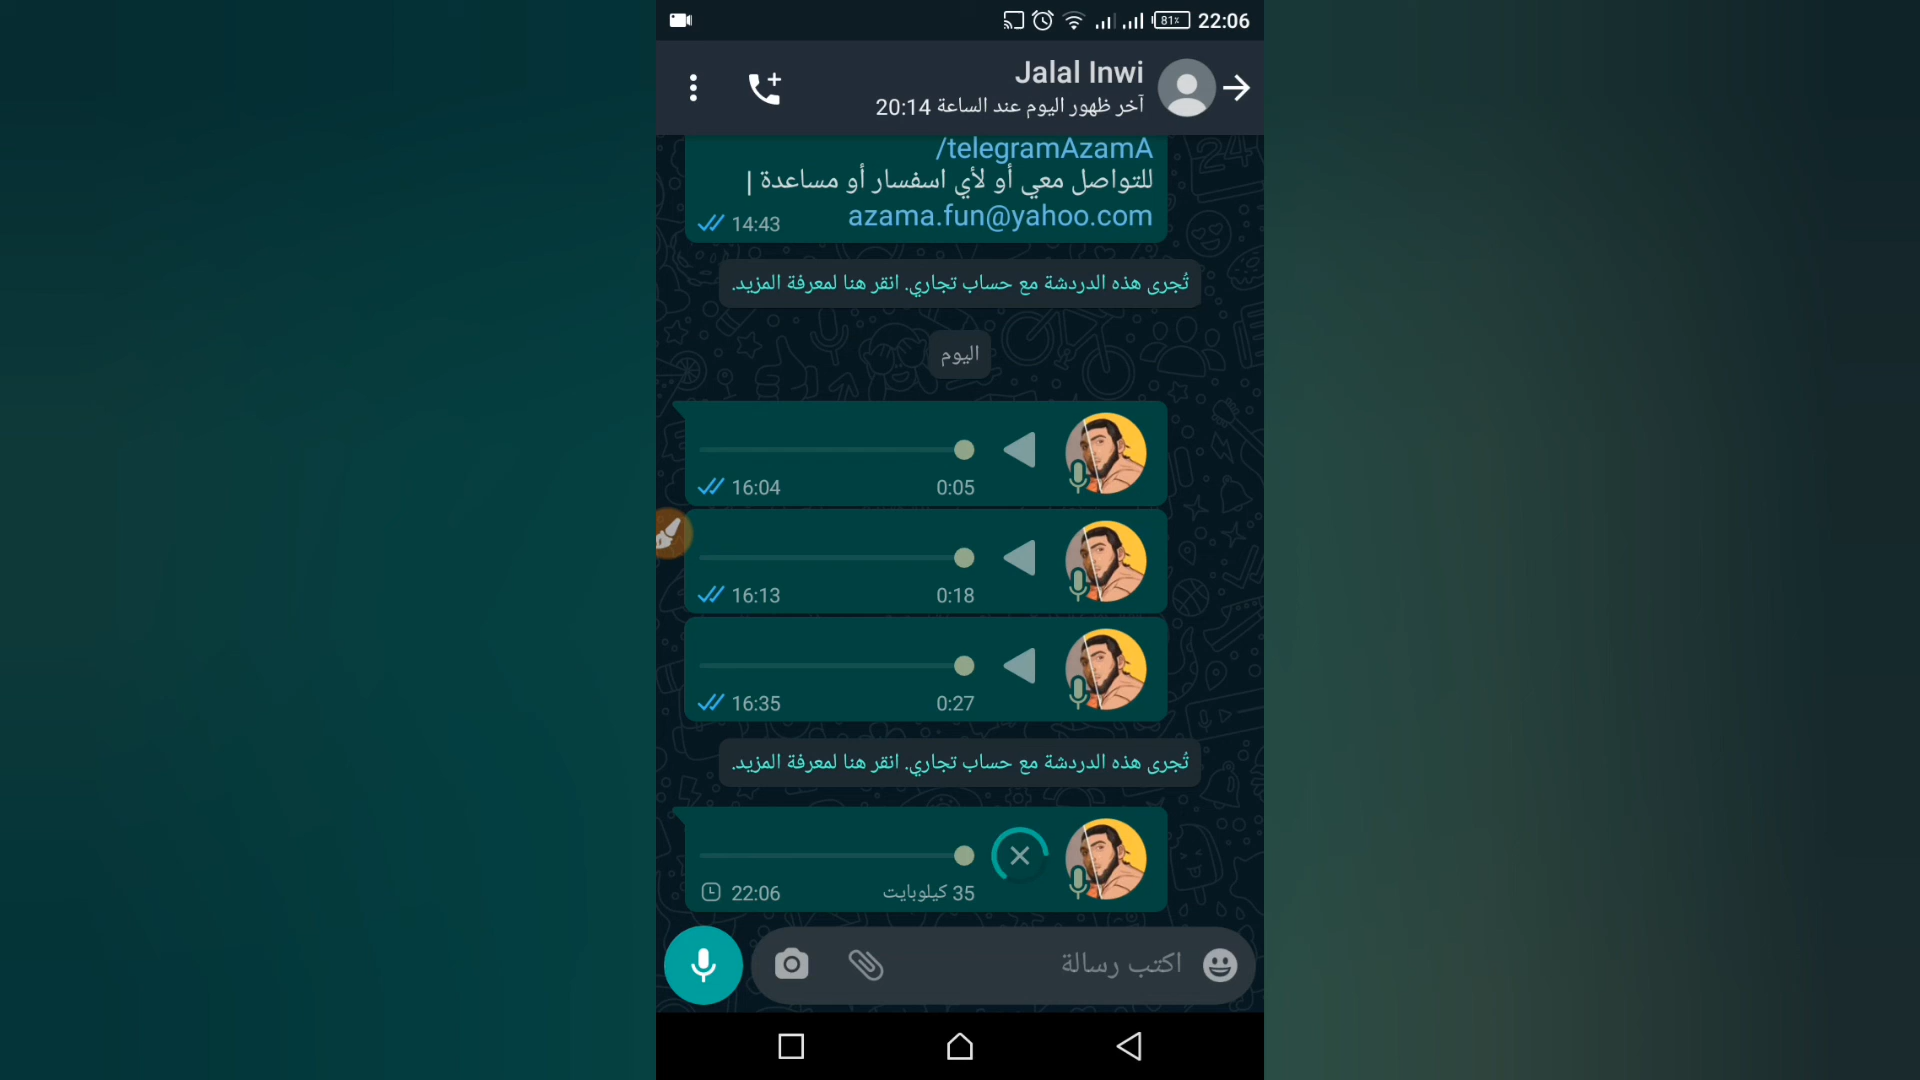 81% 22:06
Jalal Inwi
آخر ظهور اليوم عند الساعة 20:14
/telegramAzamA
للتواصل معي أو لأي اسفسار أو مساعدة |
azama.fun@yahoo.com
14:43
تُجرى هذه الدردشة مع حساب تجاري. انقر هنا لمعرفة المزيد.
اليوم
0:05 16:04
0:18 16:13
0:27 16:35
تُجرى هذه الدردشة مع حساب تجاري. انقر هنا لمعرفة المزيد.
35 كيلوبايت 22:06
اكتب رسالة